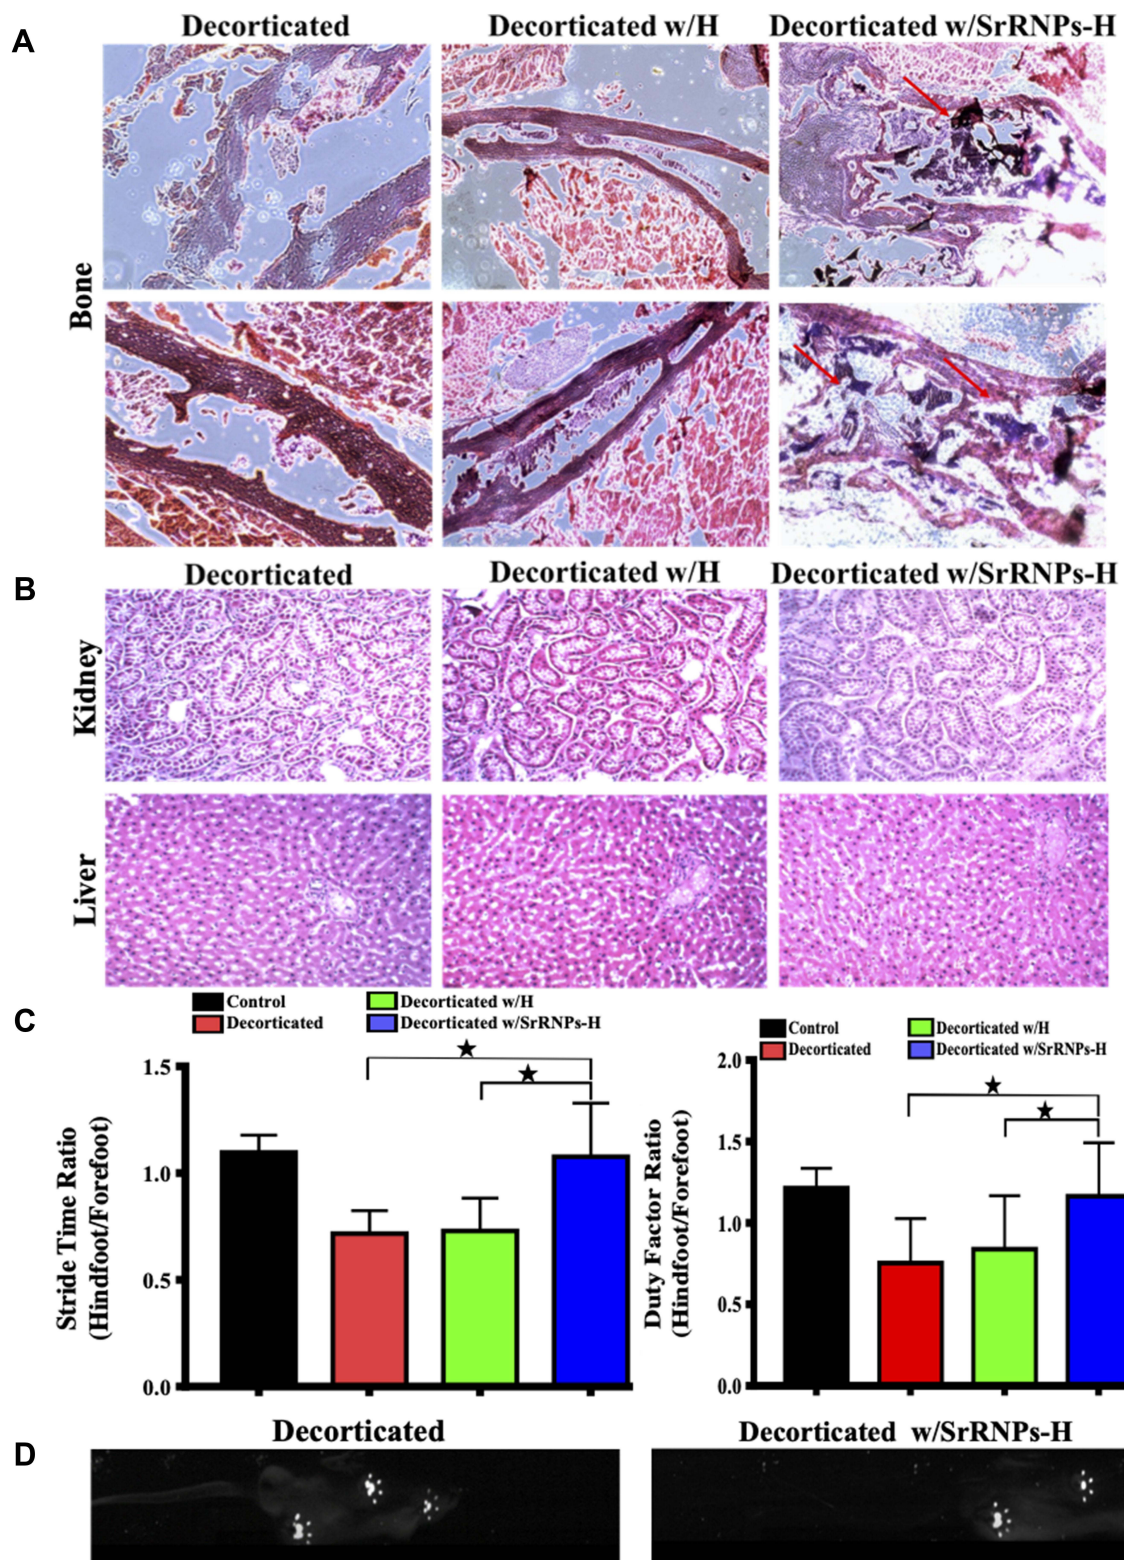 A
Decorticated
Decorticated w/H
Decorticated w/SrRNPs-H
Bone
B
Decorticated
Decorticated w/H
Decorticated w/SrRNPs-H
Kidney
Liver
C
Control
Decorticated w/H
Decorticated
Decorticated w/SrRNPs-H
Stride Time Ratio
(Hindfoot/Forefoot)
1.5
1.0
0.5
0.0
Control
Decorticated w/H
Decorticated
Decorticated w/SrRNPs-H
Duty Factor Ratio
(Hindfoot/Forefoot)
2.0
1.5
1.0
0.5
0.0
D
Decorticated
Decorticated w/SrRNPs-H